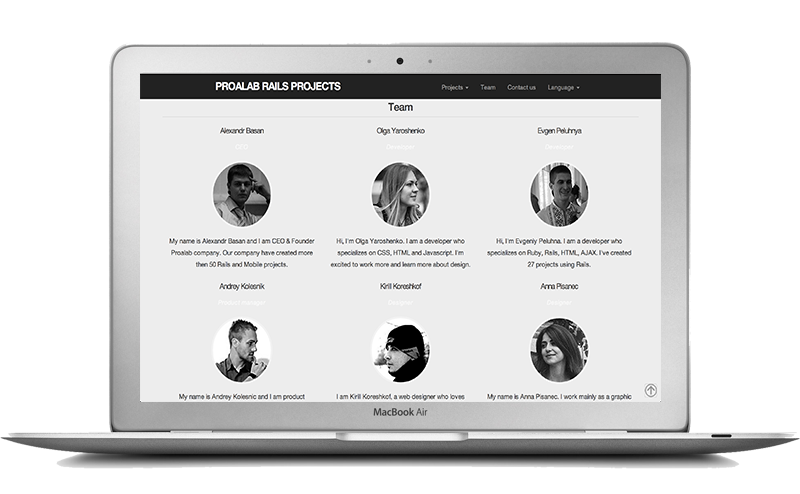 PROALAB RAILS PROJECTS
Projects Team Contact us Language
Team
Alexandr Basan Olga Yaroshenko Evgen Peluhnya
CEO Developer Developer
My name is Alexandr Basan and I am CEO & Founder
Proalab company. Our company have created more
then 50 Rails and Mobile projects.
Hi, I'm Olga Yaroshenko. I am a developer who
specializes on CSS, HTML and Javascript. I'm
excited to work more and learn more about design.
Hi, I'm Evgeniy Peluhna. I am a developer who
specializes on Ruby, Rails, HTML, AJAX. I've created
27 projects using Rails.
Andrey Kolesnik Kirill Koreshkof Anna Pisanec
Product manager Designer Designer
My name is Andrey Kolesnic and I am product
I am Kirill Koreshkof, a web designer who loves
My name is Anna Pisanec. I work mainly as a graphic
MacBook Air